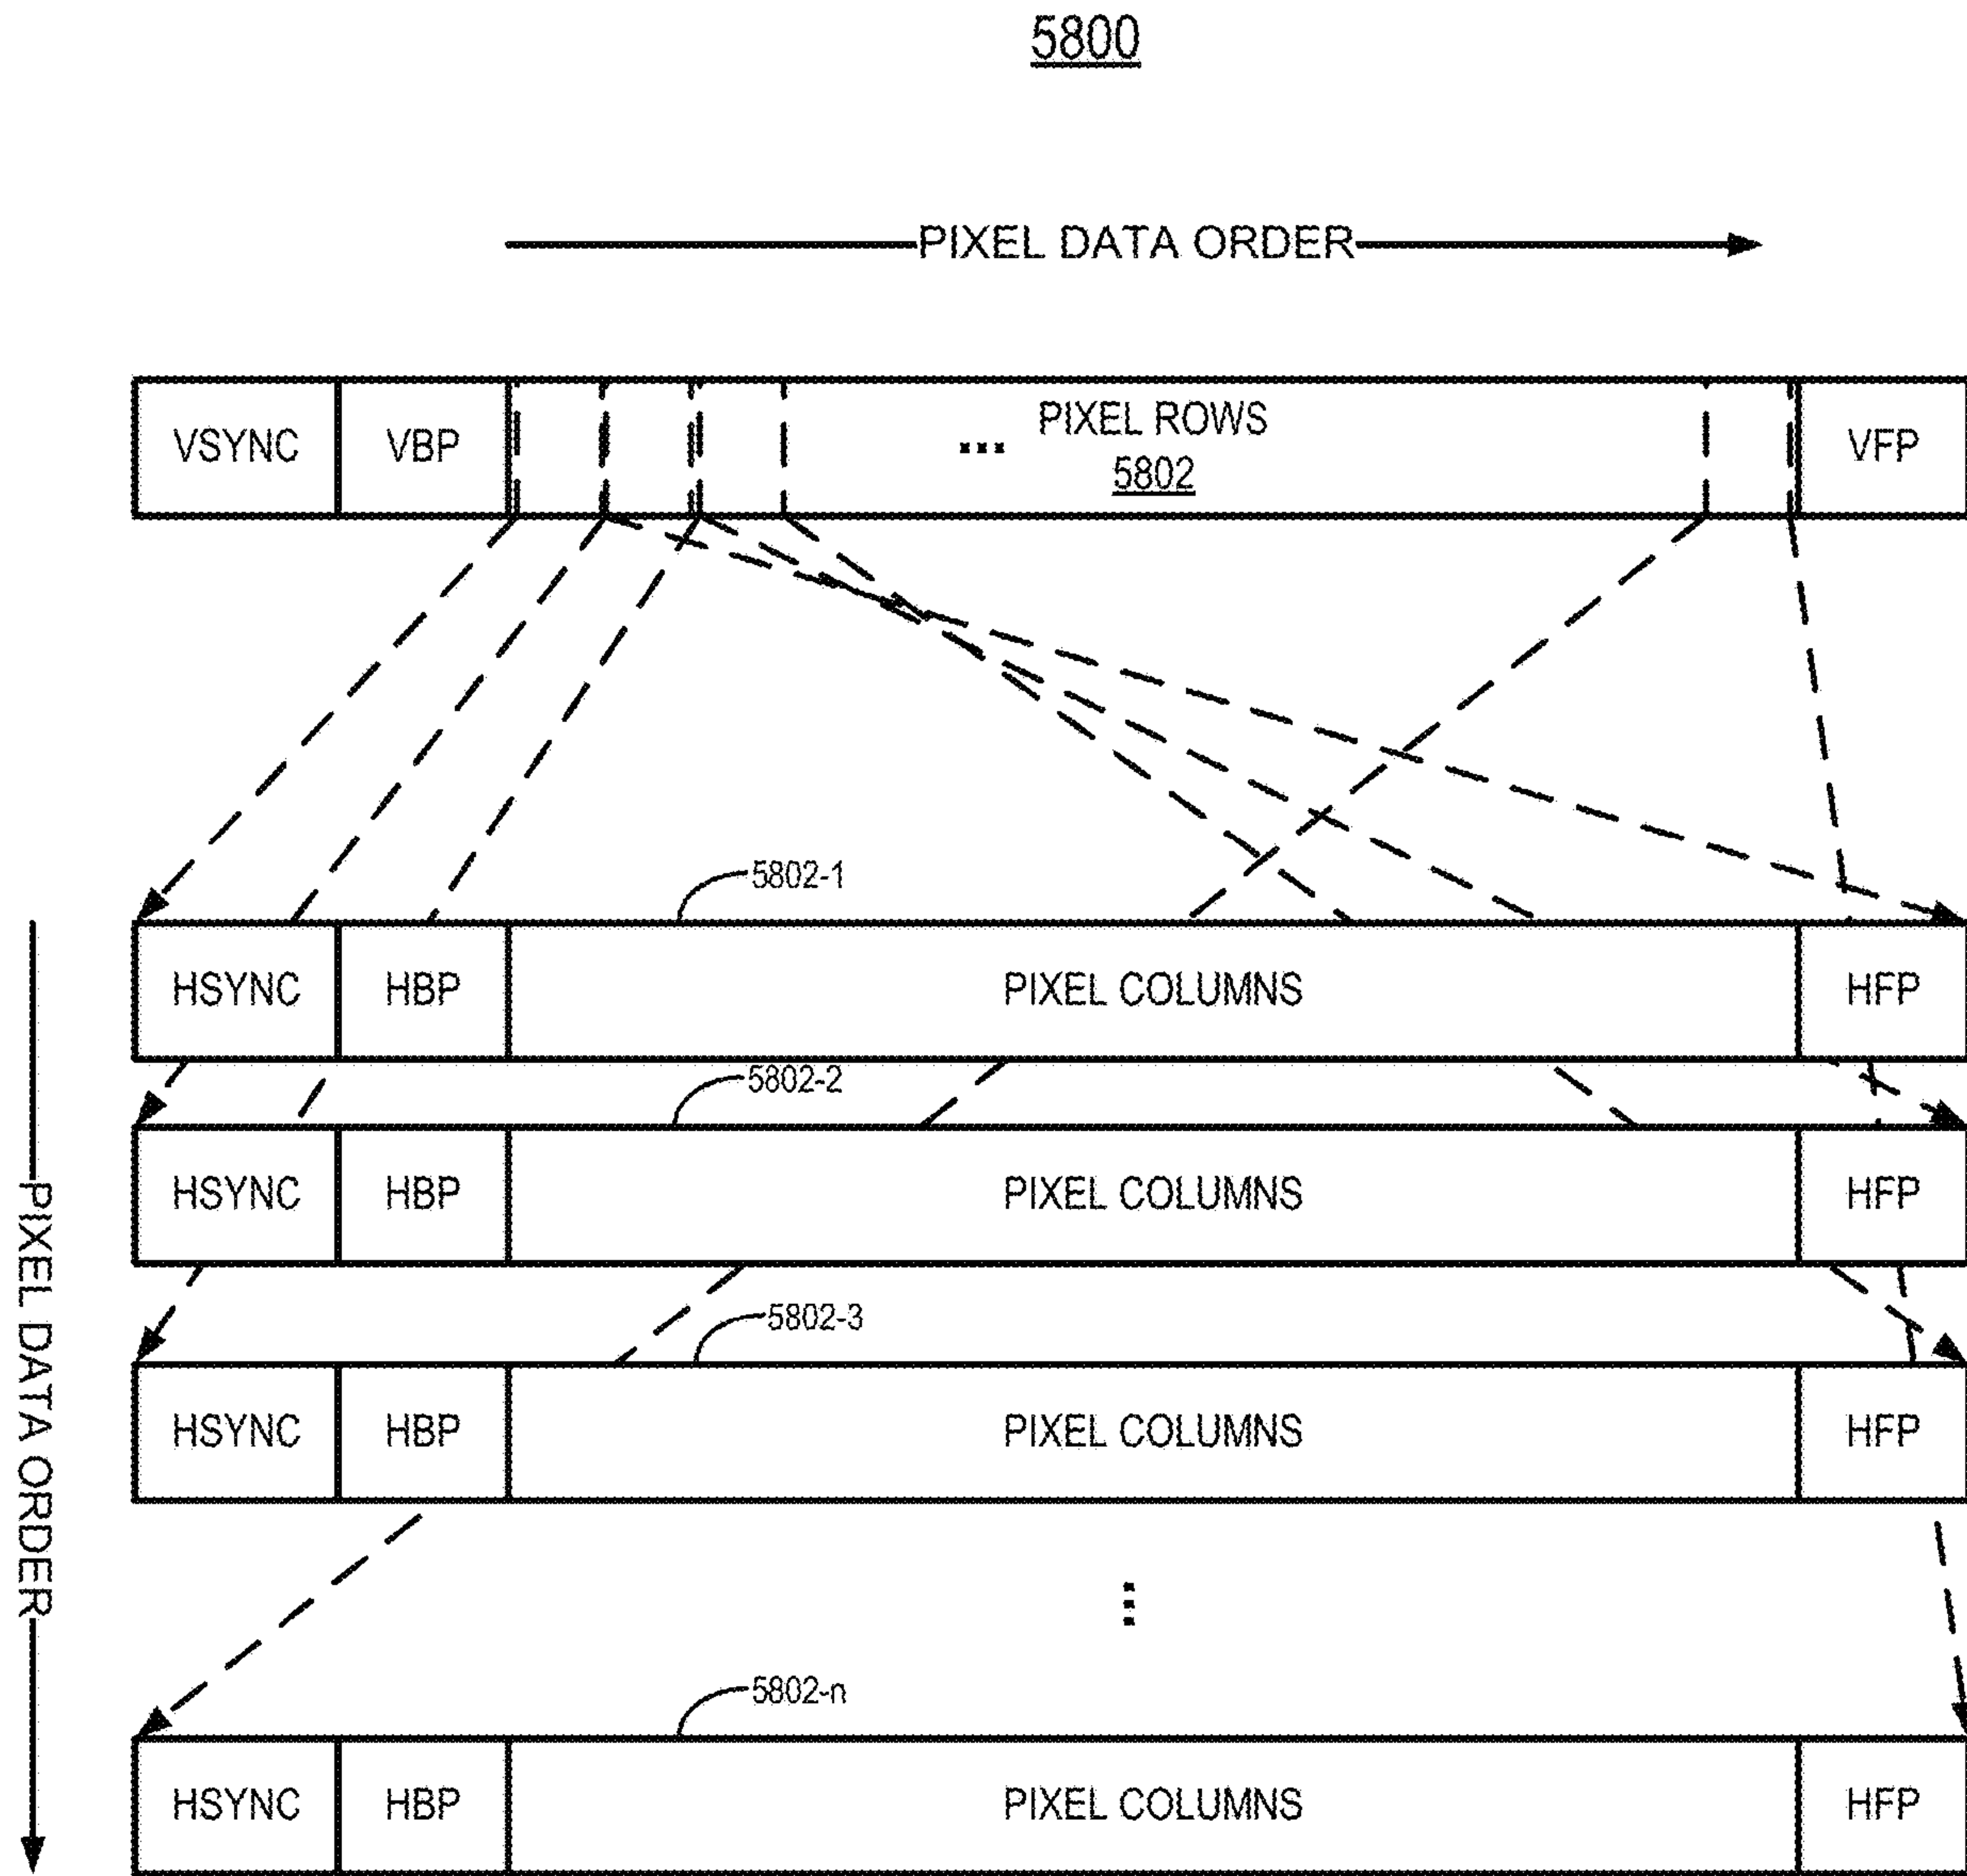 5800
PIXEL DATA ORDER
VSYNC VBP ... PIXEL ROWS VFP
5802
5802-1
HSYNC HBP PIXEL COLUMNS HFP
5802-2
HSYNC HBP PIXEL COLUMNS HFP
5802-3
HSYNC HBP PIXEL COLUMNS HFP
...
5802-n
HSYNC HBP PIXEL COLUMNS HFP
PIXEL DATA ORDER